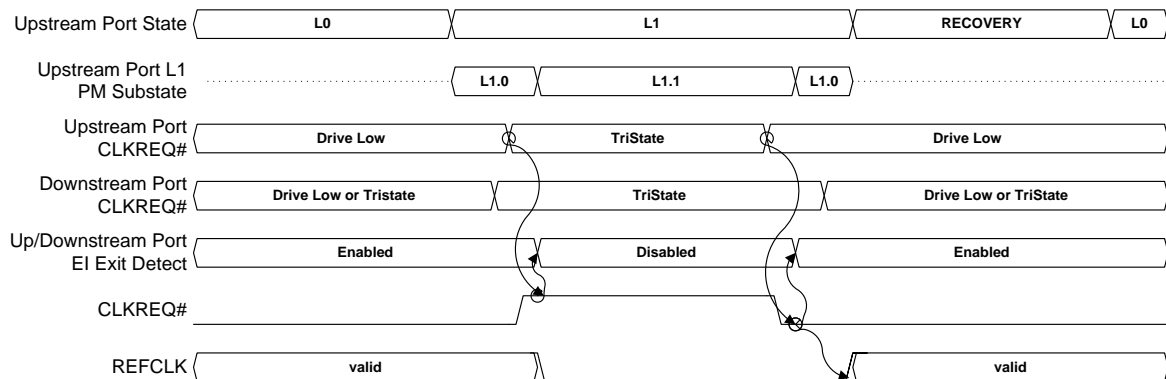 Upstream Port State L0 L1 RECOVERY L0
Upstream Port L1
PM Substate L1.0 L1.1 L1.0
Upstream Port
CLKREQ# Drive Low TriState Drive Low
Downstream Port
CLKREQ# Drive Low or Tristate TriState Drive Low or TriState
Up/Downstream Port
EI Exit Detect Enabled Disabled Enabled
CLKREQ#
REFCLK valid valid